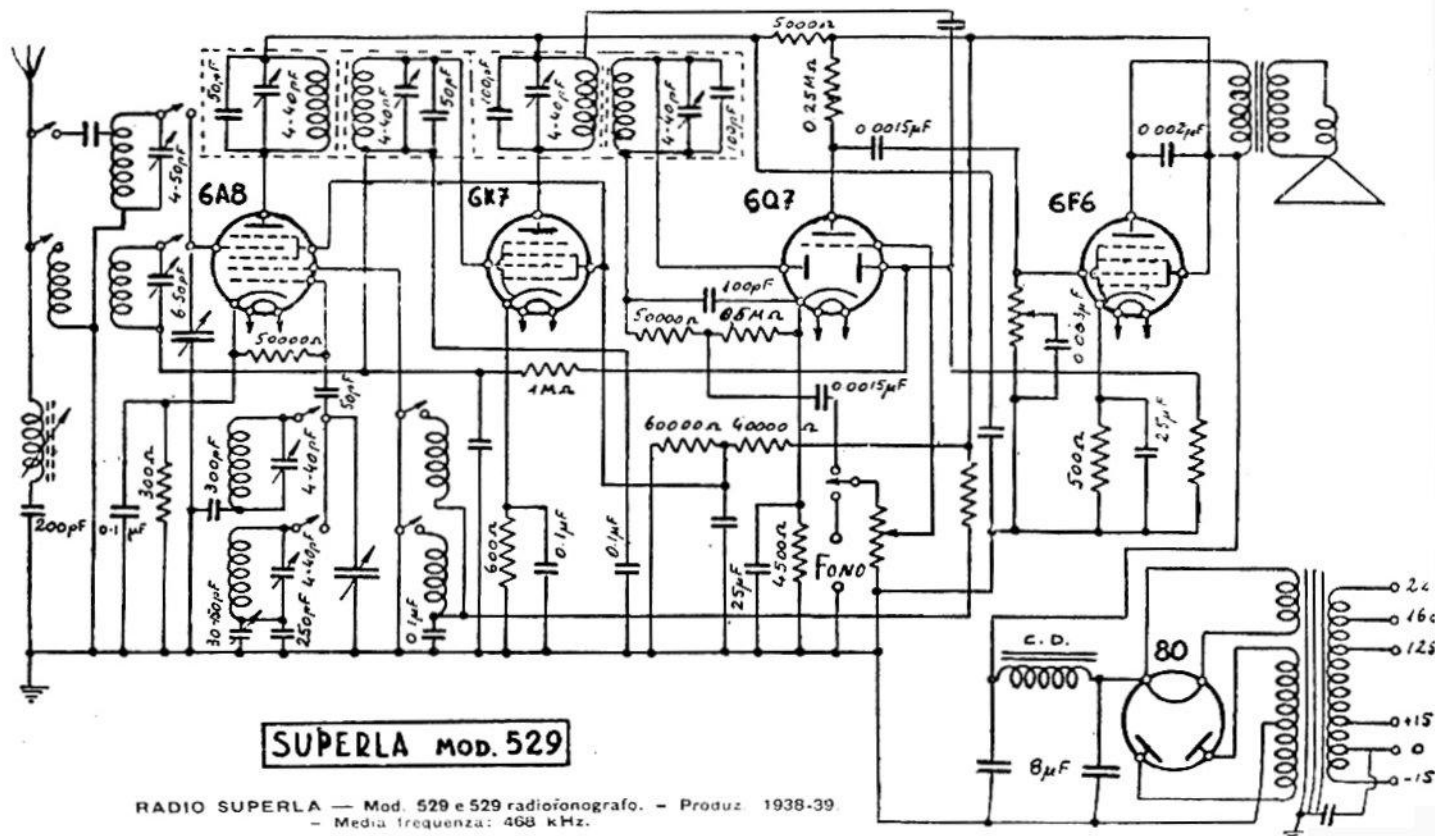 5000Ω
50pF
4-40pF
4-40pF
50pF
100pF
4-40pF
4-40pF
100pF
0.25MΩ
0.0015µF
0.002µF
4-50pF
6A8
6K7
6Q7
6F6
6-50pF
100pF
50000Ω
50000Ω
0.5MΩ
0.003µF
1MΩ
50pF
0.0015µF
60000Ω
40000Ω
25µF
500Ω
300pF
4-40pF
300Ω
200pF
0.1µF
600Ω
0.1µF
0.1µF
25µF
4500Ω
FONO
4-40pF
250pF
0.1µF
C.D.
80
160
125
+15
0
-15
8µF
SUPERLA MOD. 529
RADIO SUPERLA — Mod. 529 e 529 radiofonografo. – Produz. 1938-39.
– Media frequenza: 468 kHz.